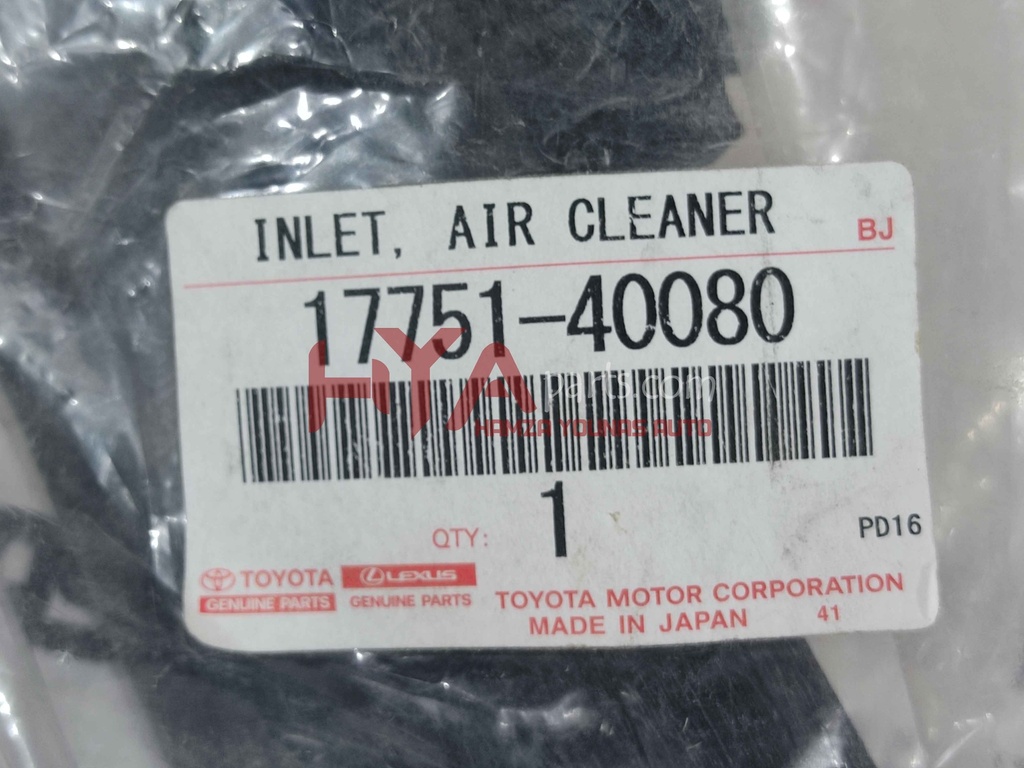 INLET, AIR CLEANER
BJ
17751-40080
HYA parts.com
HAMZA YOUNAS AUTO
QTY: 1
PD16
TOYOTA
GENUINE PARTS
LEXUS
GENUINE PARTS
TOYOTA MOTOR CORPORATION
MADE IN JAPAN 41